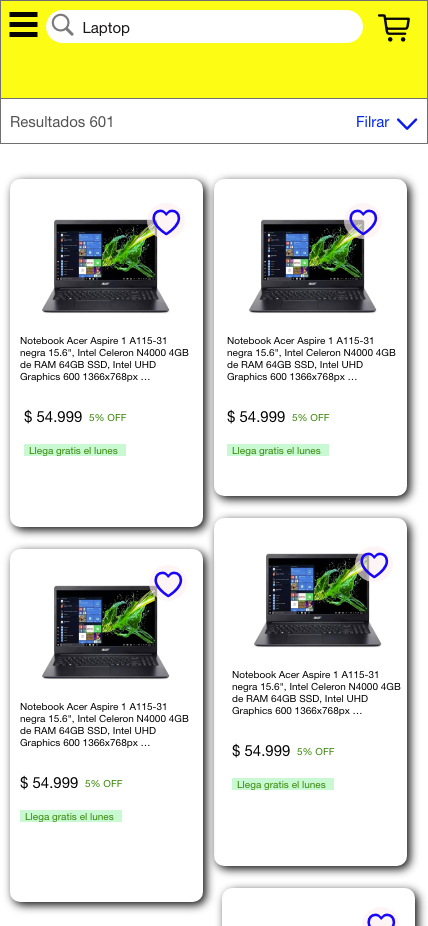 Laptop
Resultados 601
Filrar
Notebook Acer Aspire 1 A115-31
negra 15.6", Intel Celeron N4000 4GB
de RAM 64GB SSD, Intel UHD
Graphics 600 1366x768px ...
$ 54.999 5% OFF
Llega gratis el lunes
Notebook Acer Aspire 1 A115-31
negra 15.6", Intel Celeron N4000 4GB
de RAM 64GB SSD, Intel UHD
Graphics 600 1366x768px ...
$ 54.999 5% OFF
Llega gratis el lunes
Notebook Acer Aspire 1 A115-31
negra 15.6", Intel Celeron N4000 4GB
de RAM 64GB SSD, Intel UHD
Graphics 600 1366x768px ...
$ 54.999 5% OFF
Llega gratis el lunes
Notebook Acer Aspire 1 A115-31
negra 15.6", Intel Celeron N4000 4GB
de RAM 64GB SSD, Intel UHD
Graphics 600 1366x768px ...
$ 54.999 5% OFF
Llega gratis el lunes